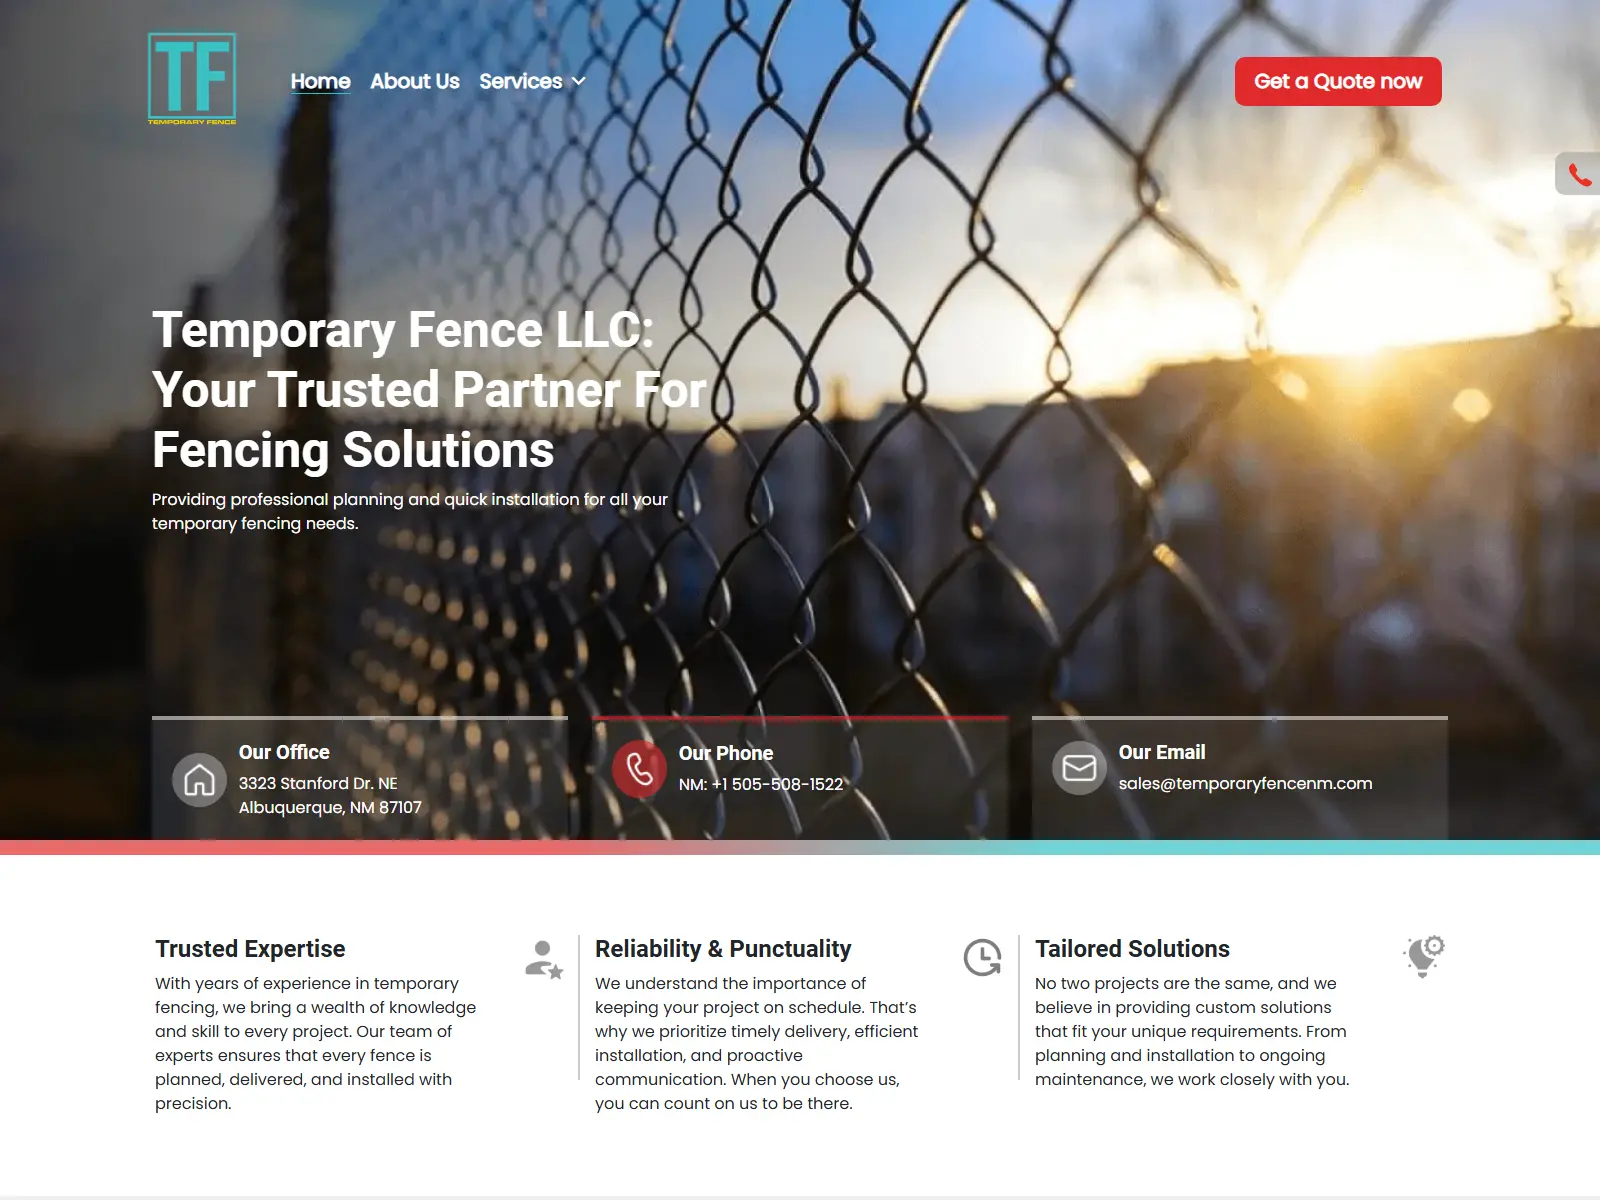 TF
TEMPORARY FENCE
Home About Us Services
Get a Quote now
Temporary Fence LLC:
Your Trusted Partner For
Fencing Solutions
Providing professional planning and quick installation for all your
temporary fencing needs.
Our Office
3323 Stanford Dr. NE
Albuquerque, NM 87107
Our Phone
NM: +1 505-508-1522
Our Email
sales@temporaryfencenm.com
Trusted Expertise
With years of experience in temporary
fencing, we bring a wealth of knowledge
and skill to every project. Our team of
experts ensures that every fence is
planned, delivered, and installed with
precision.
Reliability & Punctuality
We understand the importance of
keeping your project on schedule. That’s
why we prioritize timely delivery, efficient
installation, and proactive
communication. When you choose us,
you can count on us to be there.
Tailored Solutions
No two projects are the same, and we
believe in providing custom solutions
that fit your unique requirements. From
planning and installation to ongoing
maintenance, we work closely with you.